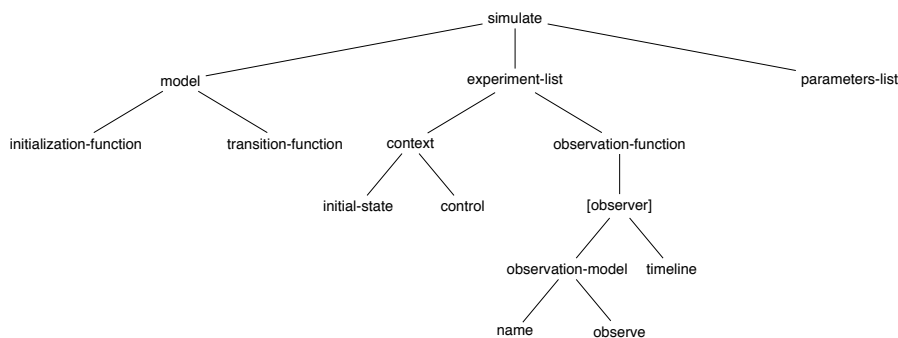 simulate
model
experiment-list
parameters-list
initialization-function
transition-function
context
observation-function
initial-state
control
[observer]
observation-model
timeline
name
observe